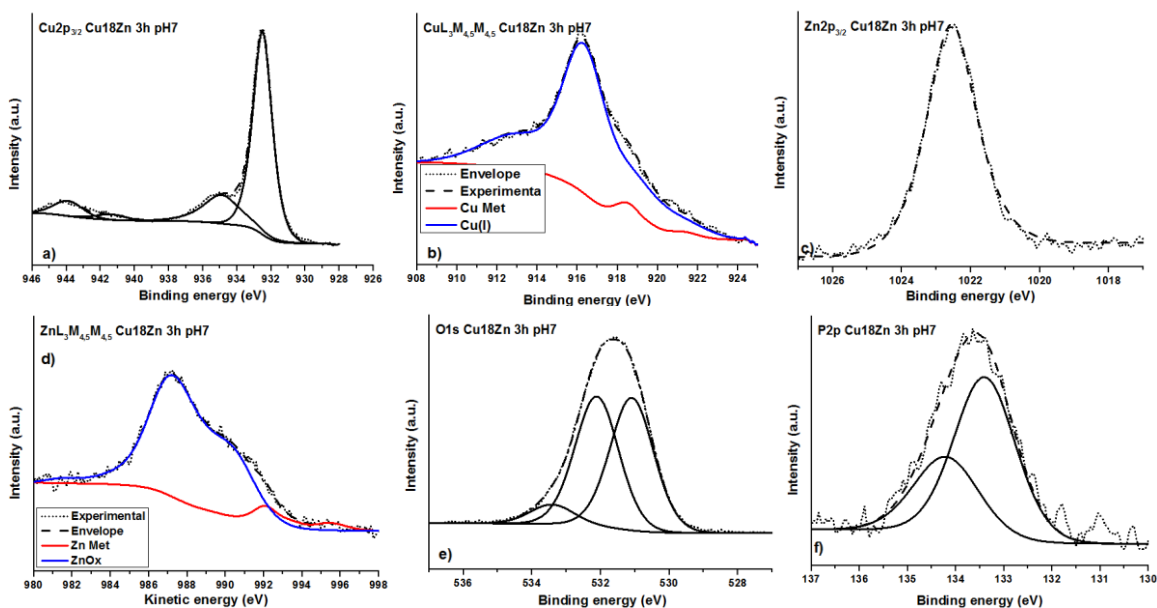 Cu2p3/2 Cu18Zn 3h pH7
Intensity (a.u.)
a)
946 944 942 940 938 936 934 932 930 928 926
Binding energy (eV)
CuL3M4,5M4,5 Cu18Zn 3h pH7
Intensity (a.u.)
Envelope
Experimenta
Cu Met
Cu(I)
b)
908 910 912 914 916 918 920 922 924
Binding energy (eV)
Zn2p3/2 Cu18Zn 3h pH7
Intensity (a.u.)
c)
1026 1024 1022 1020 1018
Binding energy (eV)
ZnL3M4,5M4,5 Cu18Zn 3h pH7
d)
Intensity (a.u.)
Experimental
Envelope
Zn Met
ZnOx
980 982 984 986 988 990 992 994 996 998
Kinetic energy (eV)
O1s Cu18Zn 3h pH7
Intensity (a.u.)
e)
536 534 532 530 528
Binding energy (eV)
P2p Cu18Zn 3h pH7
Intensity (a.u.)
f)
137 136 135 134 133 132 131 130
Binding energy (eV)